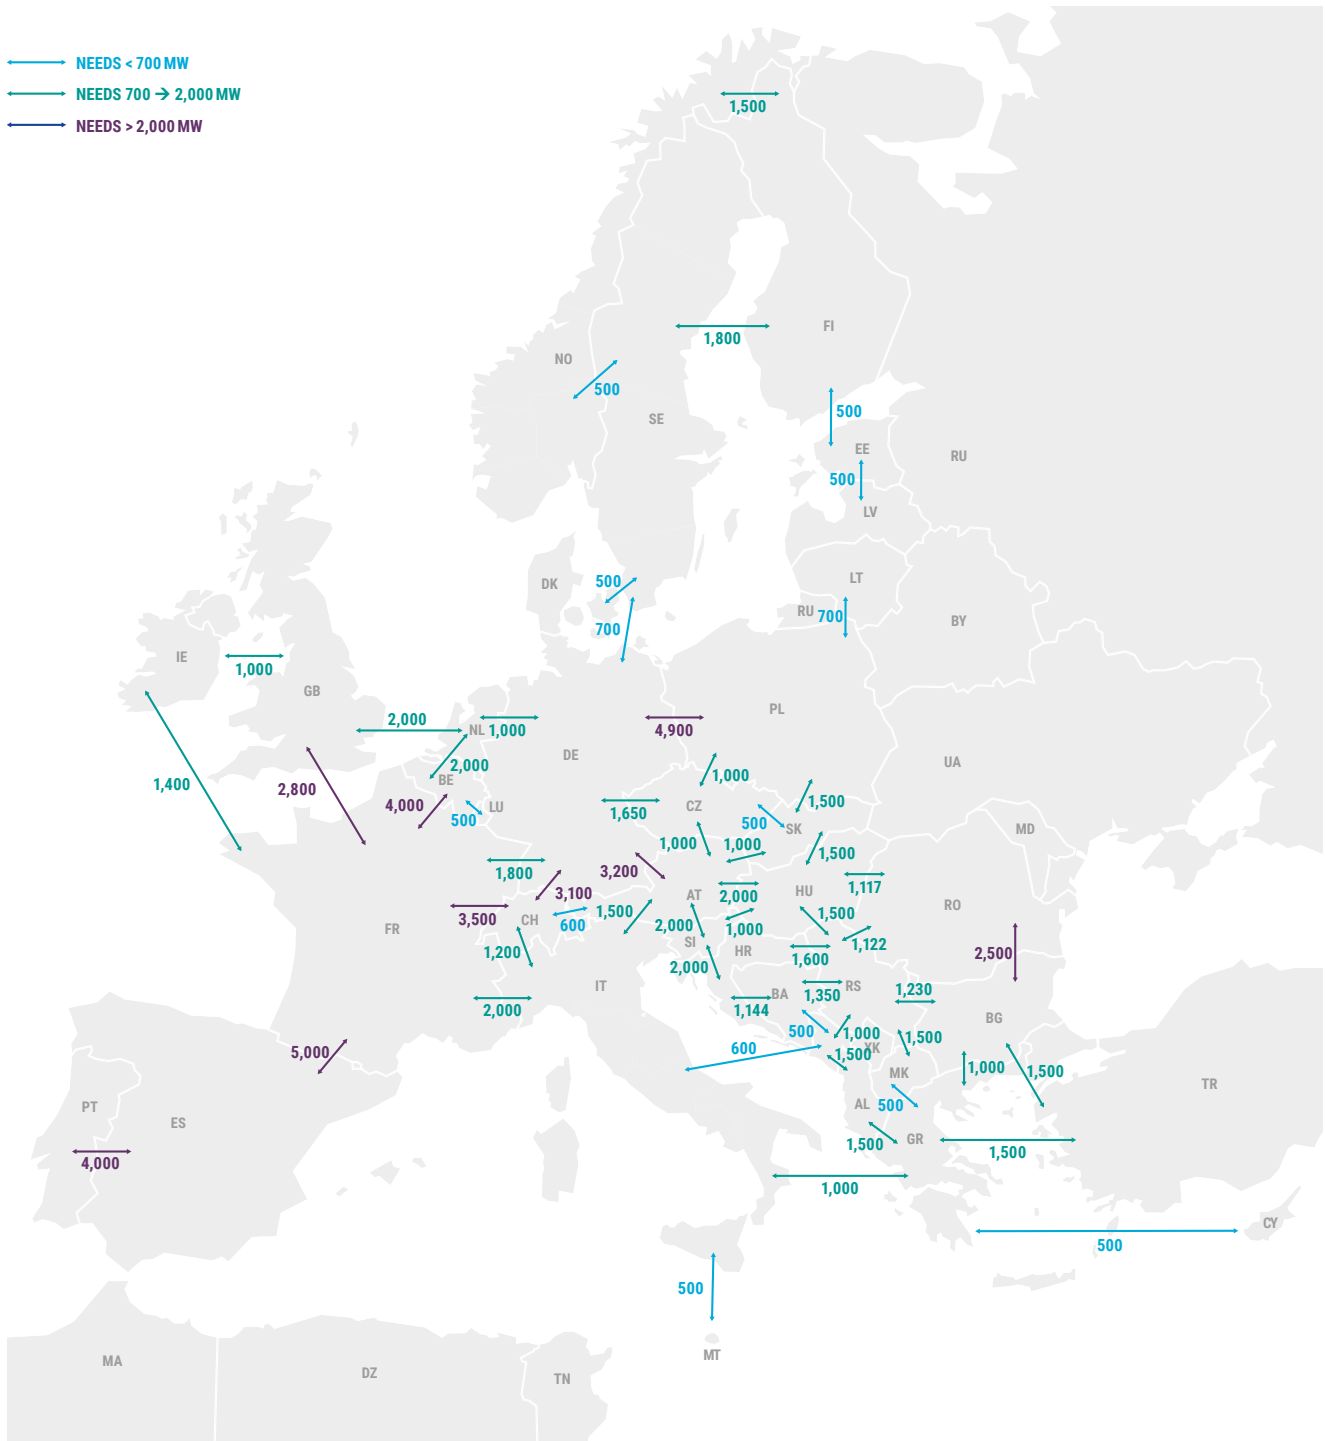 NEEDS < 700 MW
NEEDS 700 → 2,000 MW
NEEDS > 2,000 MW
1,500
1,800
FI
NO
500
SE
500
EE
RU
500
LV
DK
500
LT
RU
700
BY
700
IE
1,000
GB
2,000
NL
1,000
4,900
PL
DE
2,000
BE
1,000
UA
1,400
2,800
4,000
LU
500
1,650
CZ
1,500
500
SK
MD
1,000
1,000
1,500
1,800
3,200
3,100
1,117
AT
2,000
HU
RO
3,500
CH
600
1,500
2,000
1,000
1,500
FR
SI
HR
1,122
1,200
2,000
1,600
2,500
IT
BA
RS
1,230
1,350
2,000
1,144
BG
500
1,000
1,500
XK
600
1,500
5,000
MK
1,000
1,500
TR
PT
ES
AL
500
GR
1,500
1,500
4,000
1,000
CY
500
500
MT
MA
DZ
TN